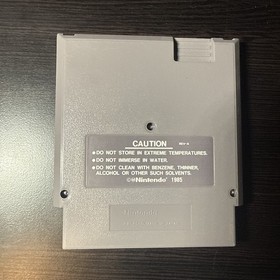 CAUTION REV-A
●DO NOT STORE IN EXTREME TEMPERATURES.
●DO NOT IMMERSE IN WATER.
●DO NOT CLEAN WITH BENZENE, THINNER,
ALCOHOL OR OTHER SUCH SOLVENTS.
©Nintendo® 1985